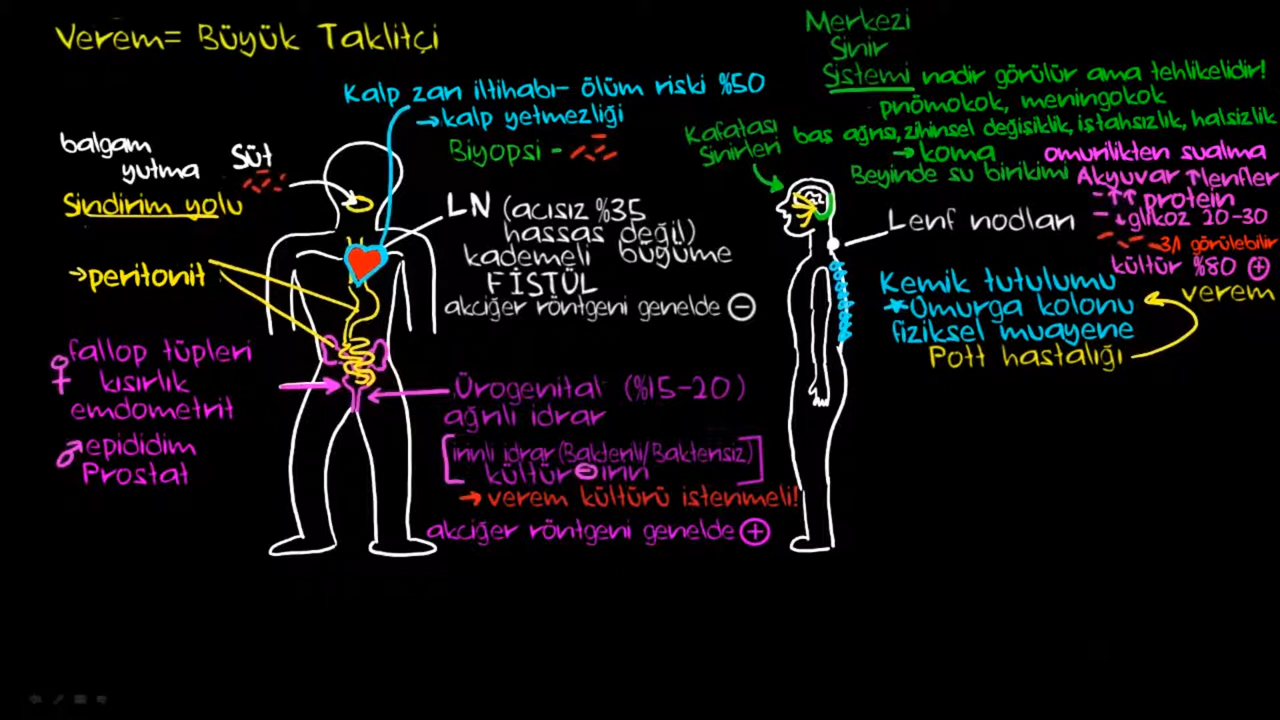 Verem= Büyük Taklitçi
Kalp zarı iltihabı- ölüm riski %50
→kalp yetmezliği
Biyopsi -
balgam
yutma
Süt
Sindirim yolu
→peritonit
LN (acısız %35
hassas değil)
kademeli büyüme
FİSTÜL
akciğer röntgeni genelde ⊖
♀fallop tüpleri
kısırlık
emdometrit
♂epididim
Prostat
Ürogenital (%15-20)
ağrılı idrar
[irinli idrar (Bakterili/Bakterisiz)
kültür ⊖ irin]
→ verem kültürü istenmeli!
akciğer röntgeni genelde ⊕
Merkezi
Sinir
Sistemi nadir görülür ama tehlikelidir!
pnömokok, meningokok
baş ağrısı, zihinsel değişiklik, iştahsızlık, halsizlik
→ koma
Beyinde su birikimi
Kafatası
Sinirleri
omurilikten sıvı alma
Akyuvar ↑lenfler
-↑↑ protein
-↓glikoz 20-30
3/1 görülebilir
kültür %80 ⊕
verem
Lenf nodları
Kemik tutulumu
*Omurga kolonu
fiziksel muayene
Pott hastalığı